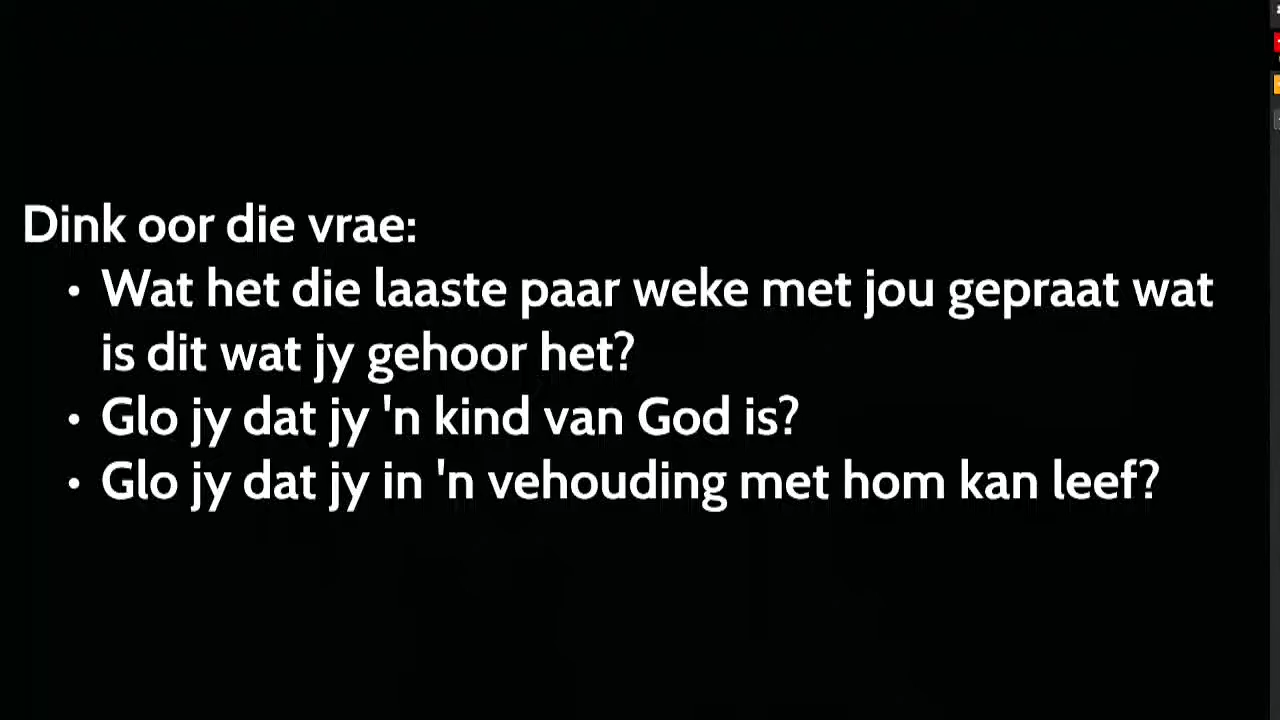 Dink oor die vrae:
• Wat het die laaste paar weke met jou gepraat wat
is dit wat jy gehoor het?
• Glo jy dat jy 'n kind van God is?
• Glo jy dat jy in 'n vehouding met hom kan leef?